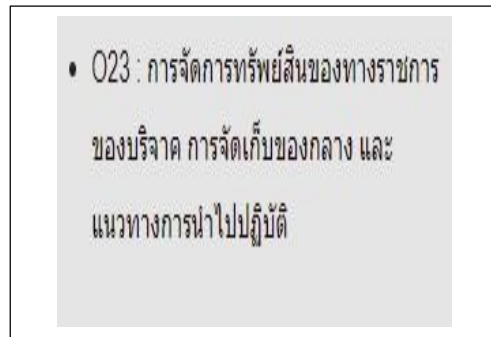 • O23 : การจัดการทรัพย์สินของทางราชการ
ของบริจาค การจัดเก็บของกลาง และ
แนวทางการนำไปปฏิบัติ